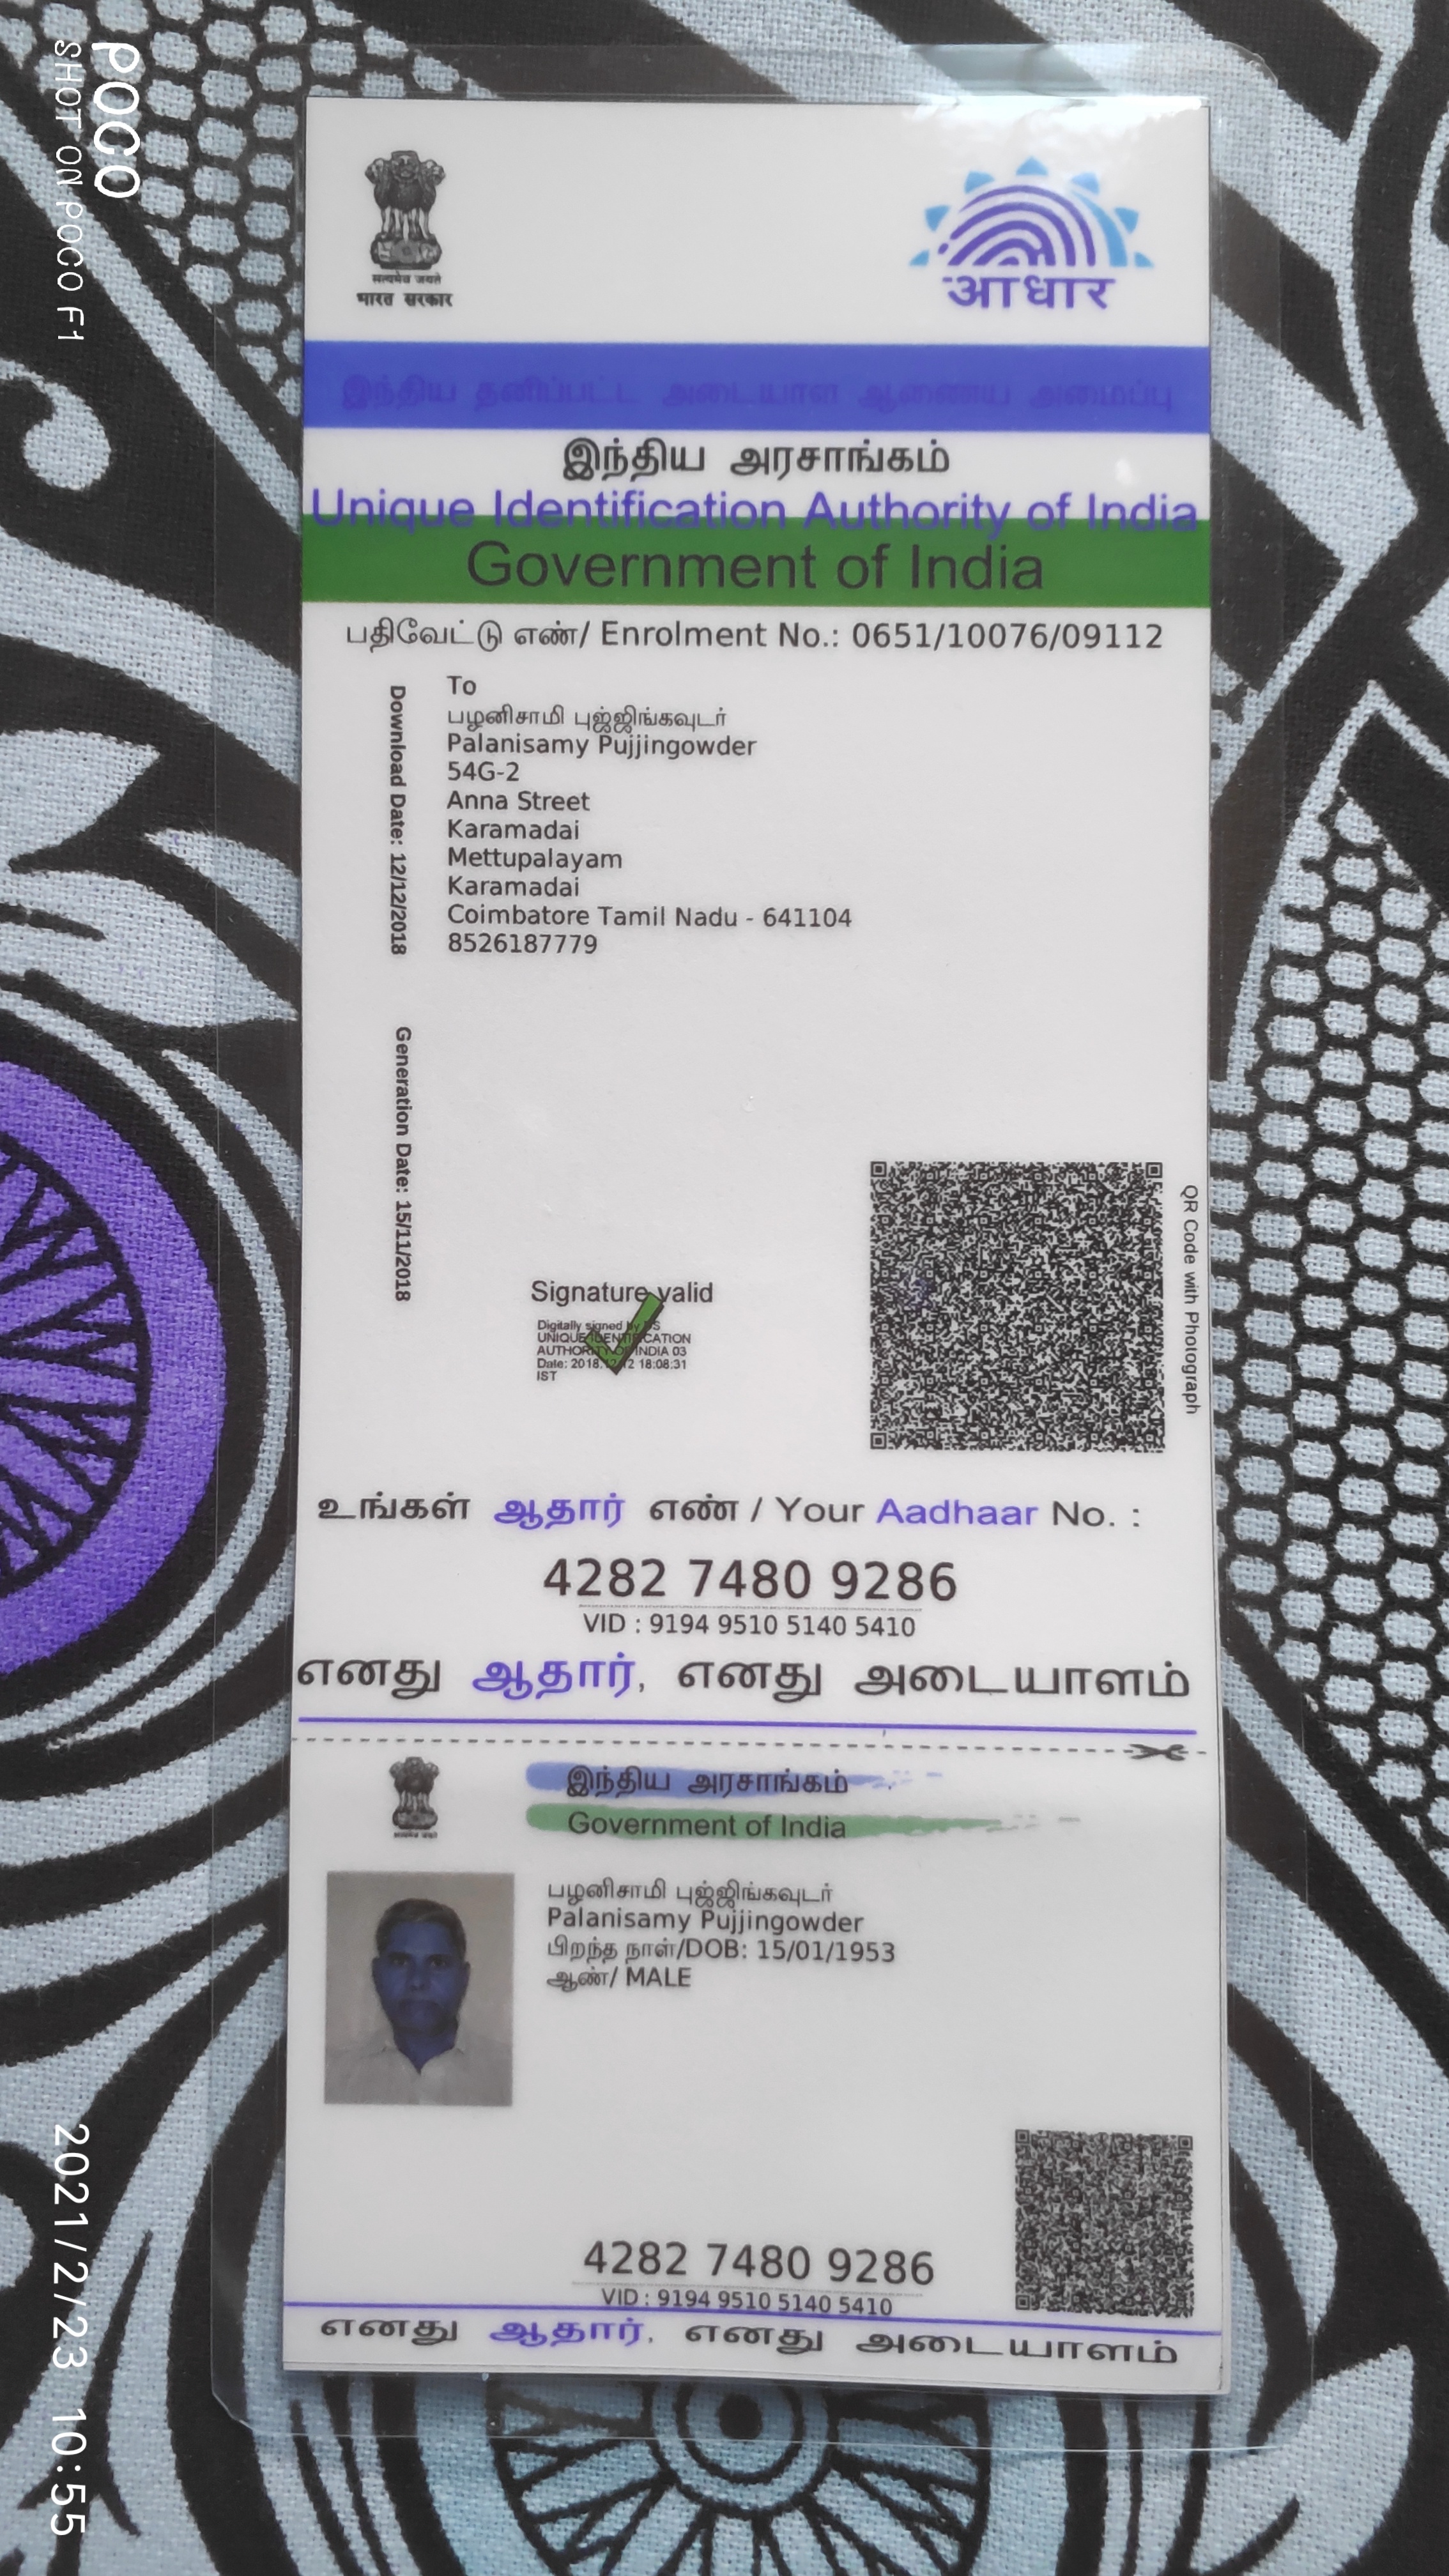 POCO
SHOT ON POCO F1
सत्यमेव जयते
भारत सरकार
आधार
இந்திய தனிப்பட்ட அடையாள ஆணைய அமைப்பு
இந்திய அரசாங்கம்
Unique Identification Authority of India
Government of India
பதிவேட்டு எண்/ Enrolment No.: 0651/10076/09112
Download Date: 12/12/2018
To
பழனிசாமி புஜ்ஜிங்கவுடர்
Palanisamy Pujjingowder
54G-2
Anna Street
Karamadai
Mettupalayam
Karamadai
Coimbatore Tamil Nadu - 641104
8526187779
Generation Date: 15/11/2018
Signature valid
Digitally signed by DS
UNIQUE IDENTIFICATION
AUTHORITY OF INDIA 03
Date: 2018.12.12 18:08:31
IST
QR Code with Photograph
உங்கள் ஆதார் எண் / Your Aadhaar No. :
4282 7480 9286
VID : 9194 9510 5140 5410
எனது ஆதார், எனது அடையாளம்
இந்திய அரசாங்கம்
Government of India
பழனிசாமி புஜ்ஜிங்கவுடர்
Palanisamy Pujjingowder
பிறந்த நாள்/DOB: 15/01/1953
ஆண்/ MALE
4282 7480 9286
VID : 9194 9510 5140 5410
எனது ஆதார், எனது அடையாளம்
2021/2/23 10:55